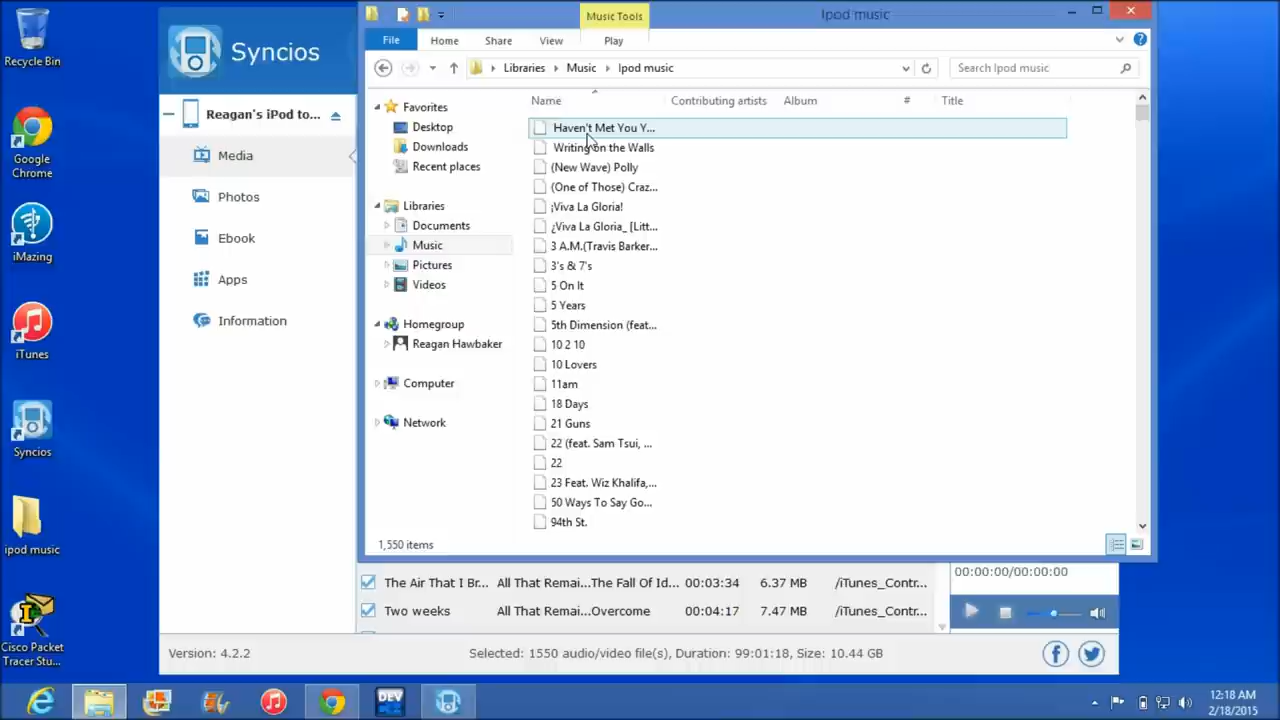 Recycle Bin
Google
Chrome
iMazing
iTunes
Syncios
ipod music
Cisco Packet
Tracer Stu...
Syncios
Reagan's iPod to...
Media
Photos
Ebook
Apps
Information
Music Tools
Ipod music
File
Home
Share
View
Play
Libraries
Music
Ipod music
Search Ipod music
Favorites
Desktop
Downloads
Recent places
Libraries
Documents
Music
Pictures
Videos
Homegroup
Reagan Hawbaker
Computer
Network
Name
Contributing artists
Album
#
Title
Haven't Met You Y...
Writing on the Walls
(New Wave) Polly
(One of Those) Craz...
¡Viva La Gloria!
¿Viva La Gloria_ [Litt...
3 A.M.(Travis Barker...
3's & 7's
5 On It
5 Years
5th Dimension (feat...
10 2 10
10 Lovers
11am
18 Days
21 Guns
22 (feat. Sam Tsui, ...
22
23 Feat. Wiz Khalifa,...
50 Ways To Say Go...
94th St.
1,550 items
The Air That I Br... All That Remai...The Fall Of Id... 00:03:34 6.37 MB /iTunes_Contr...
Two weeks All That Remai...Overcome 00:04:17 7.47 MB /iTunes_Contr...
00:00:00/00:00:00
Version: 4.2.2
Selected: 1550 audio/video file(s), Duration: 99:01:18, Size: 10.44 GB
DEV
12:18 AM
2/18/2015